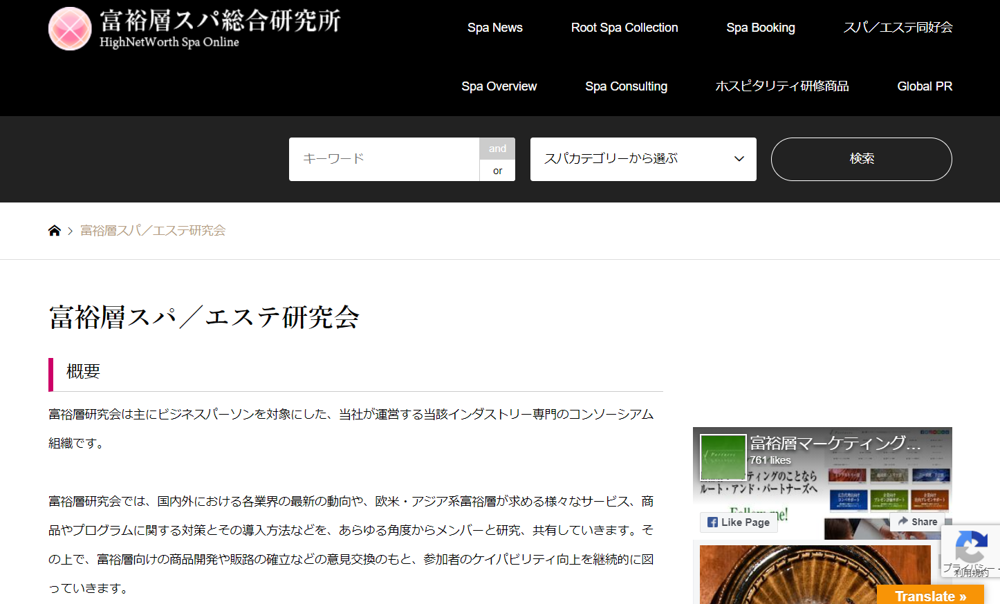 富裕層スパ総合研究所
HighNetWorth Spa Online
Spa News
Root Spa Collection
Spa Booking
スパ／エステ同好会
Spa Overview
Spa Consulting
ホスピタリティ研修商品
Global PR
キーワード
and
or
スパカテゴリーから選ぶ
検索
富裕層スパ／エステ研究会
富裕層スパ／エステ研究会
概要
富裕層研究会は主にビジネスパーソンを対象にした、当社が運営する当該インダストリー専門のコンソーシアム
組織です。
富裕層研究会では、国内外における各業界の最新の動向や、欧米・アジア系富裕層が求める様々なサービス、商
品やプログラムに関する対策とその導入方法などを、あらゆる角度からメンバーと研究、共有していきます。そ
の上で、富裕層向けの商品開発や販路の確立などの意見交換のもと、参加者のケイパビリティ向上を継続的に図
っていきます。
富裕層マーケティング...
761 likes
ティングのことなら
ルート・アンド・パートナーズへ
Follow me!
Like Page
Share
プライバシー -
利用規約
Translate »